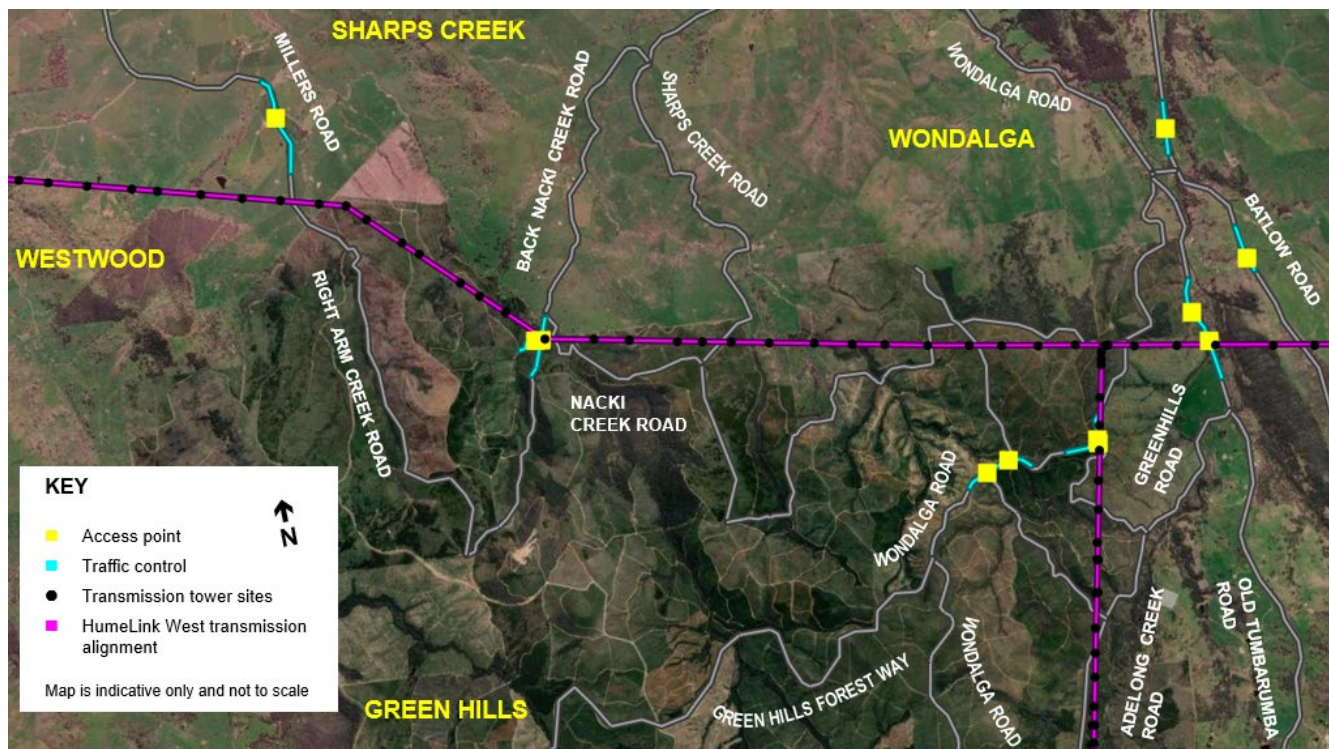 SHARPS CREEK
MILLERS ROAD
BACK NACKI CREEK ROAD
SHARPS CREEK ROAD
WONDALGA ROAD
WONDALGA
BATLOW ROAD
WESTWOOD
RIGHT ARM CREEK ROAD
NACKI
CREEK ROAD
GREENHILLS
ROAD
WONDALGA ROAD
KEY
N
Access point
Traffic control
Transmission tower sites
HumeLink West transmission
alignment
Map is indicative only and not to scale
GREEN HILLS
GREEN HILLS FOREST WAY
WONDALGA ROAD
ADELONG CREEK
ROAD
OLD TUMBARUMBA
ROAD